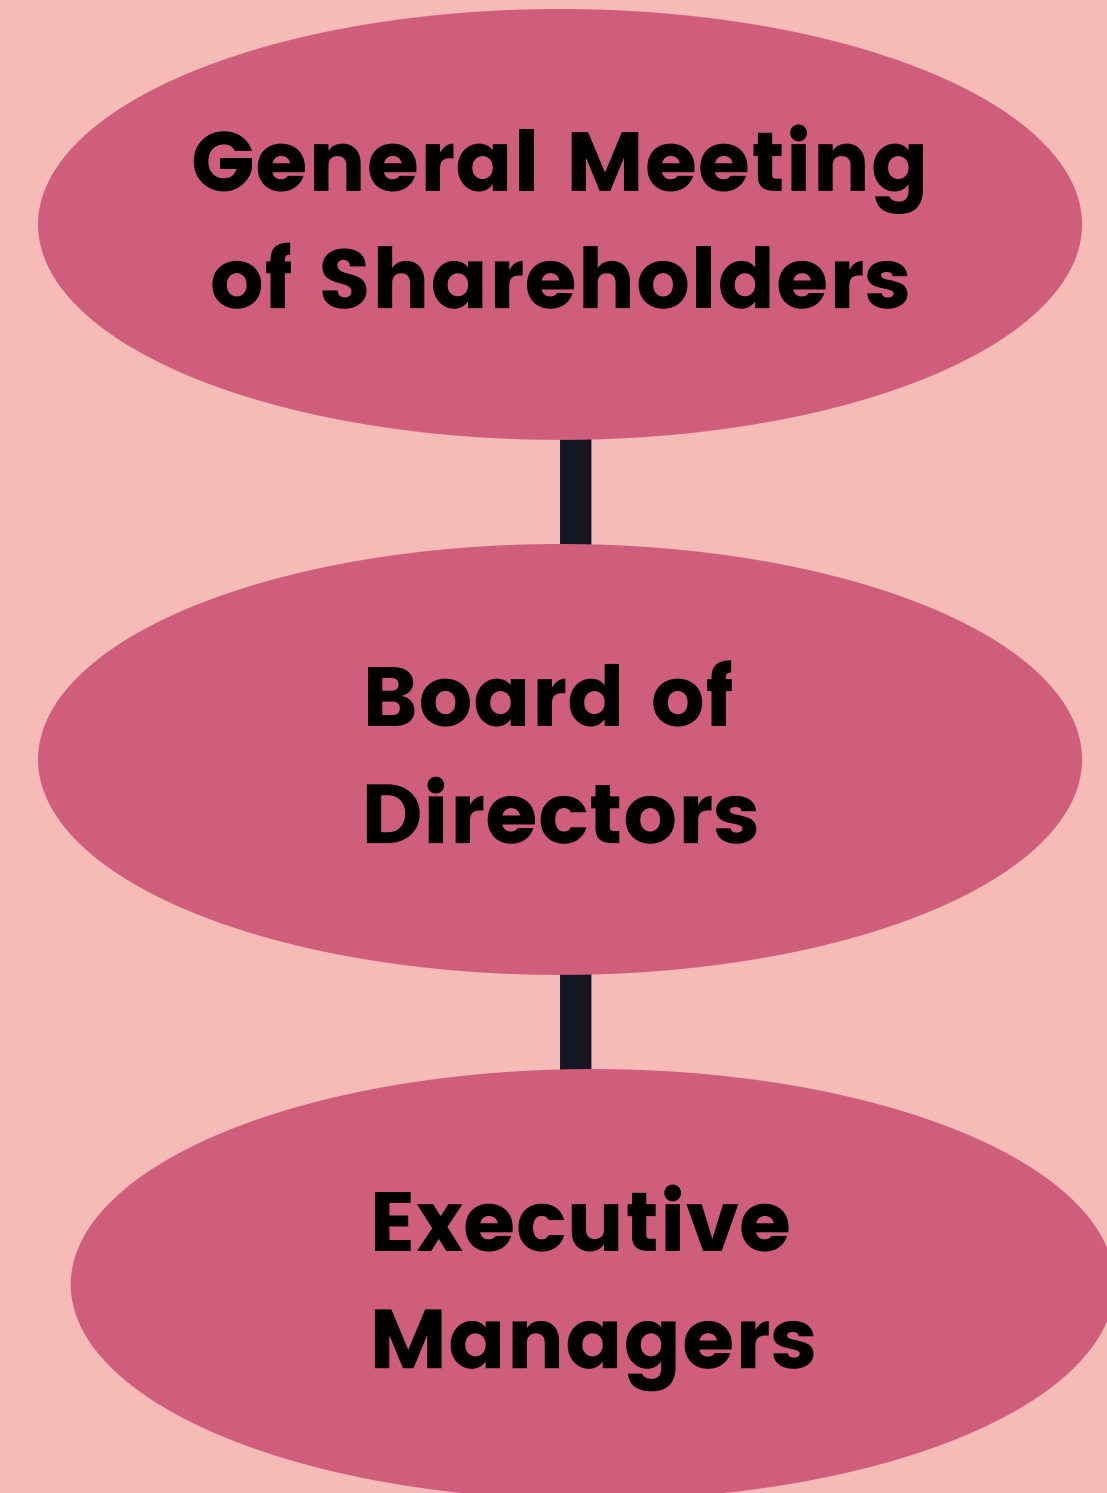 General Meeting
of Shareholders
Board of
Directors
Executive
Managers